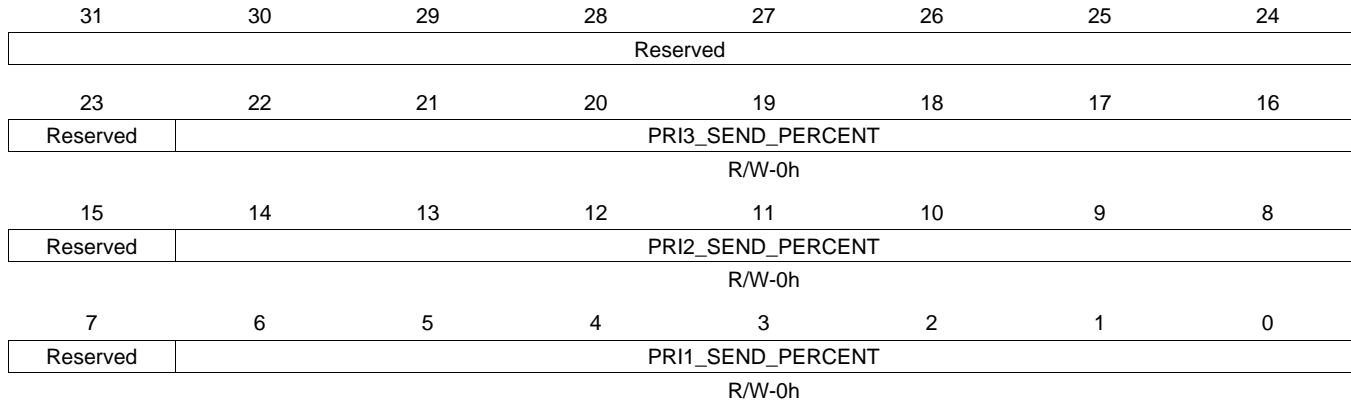 31 30 29 28 27 26 25 24
Reserved
23 22 21 20 19 18 17 16
Reserved PRI3_SEND_PERCENT
R/W-0h
15 14 13 12 11 10 9 8
Reserved PRI2_SEND_PERCENT
R/W-0h
7 6 5 4 3 2 1 0
Reserved PRI1_SEND_PERCENT
R/W-0h